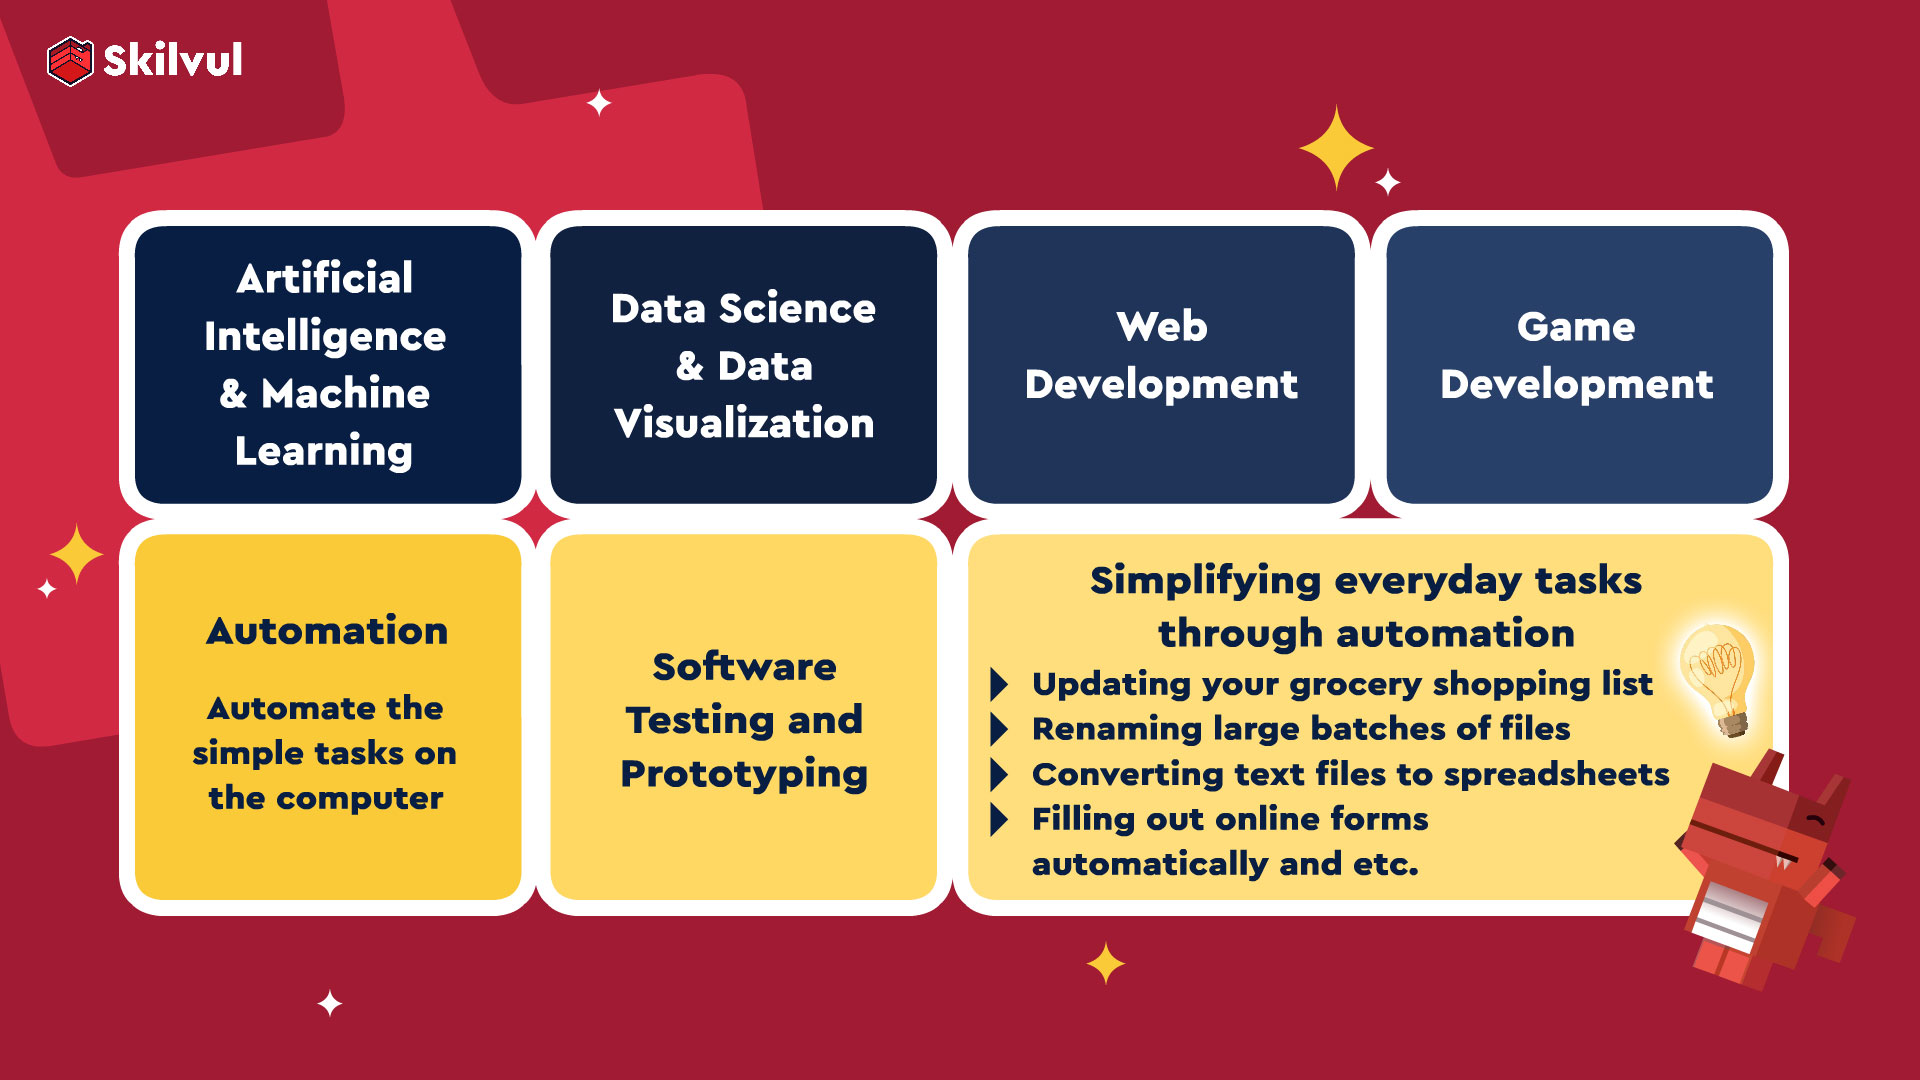 Skilvul
Artificial
Intelligence
& Machine
Learning
Data Science
& Data
Visualization
Web
Development
Game
Development
Automation
Automate the
simple tasks on
the computer
Software
Testing and
Prototyping
Simplifying everyday tasks
through automation
Updating your grocery shopping list
Renaming large batches of files
Converting text files to spreadsheets
Filling out online forms
automatically and etc.